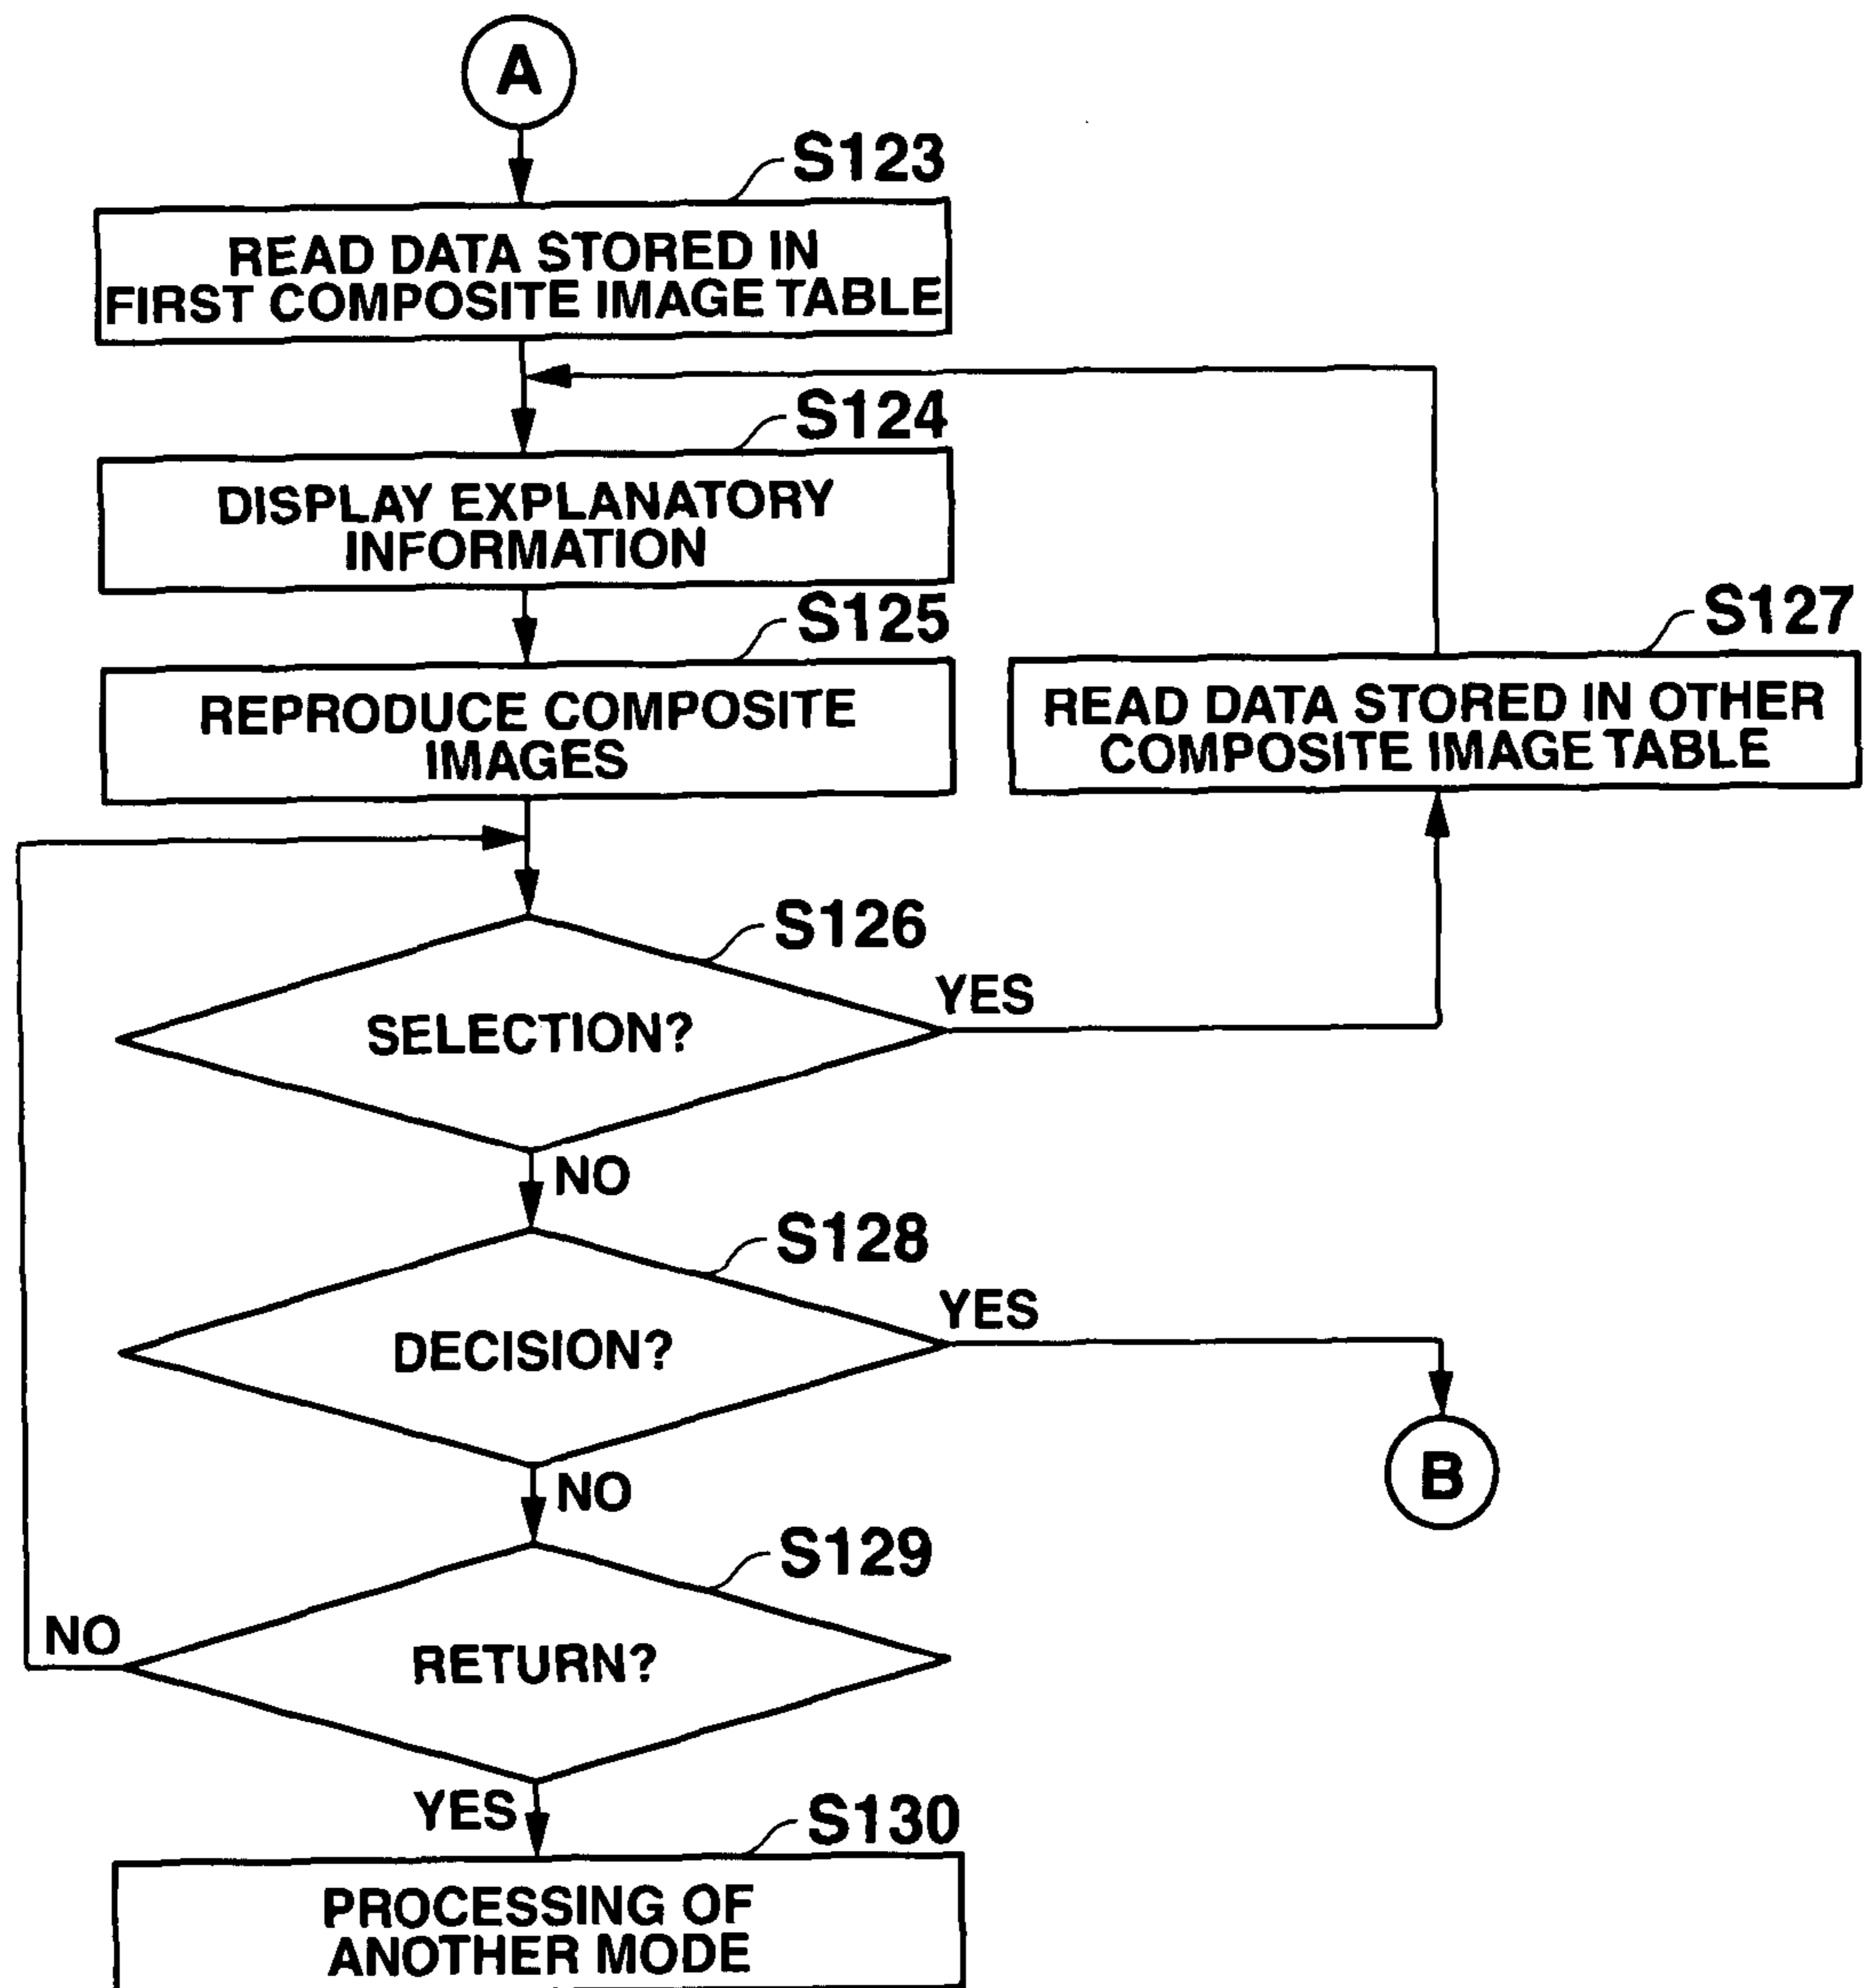 A
S123
READ DATA STORED IN
FIRST COMPOSITE IMAGE TABLE
S124
DISPLAY EXPLANATORY
INFORMATION
S125
REPRODUCE COMPOSITE
IMAGES
S127
READ DATA STORED IN OTHER
COMPOSITE IMAGE TABLE
S126
SELECTION?
YES
NO
S128
DECISION?
YES
B
NO
S129
RETURN?
NO
YES
S130
PROCESSING OF
ANOTHER MODE